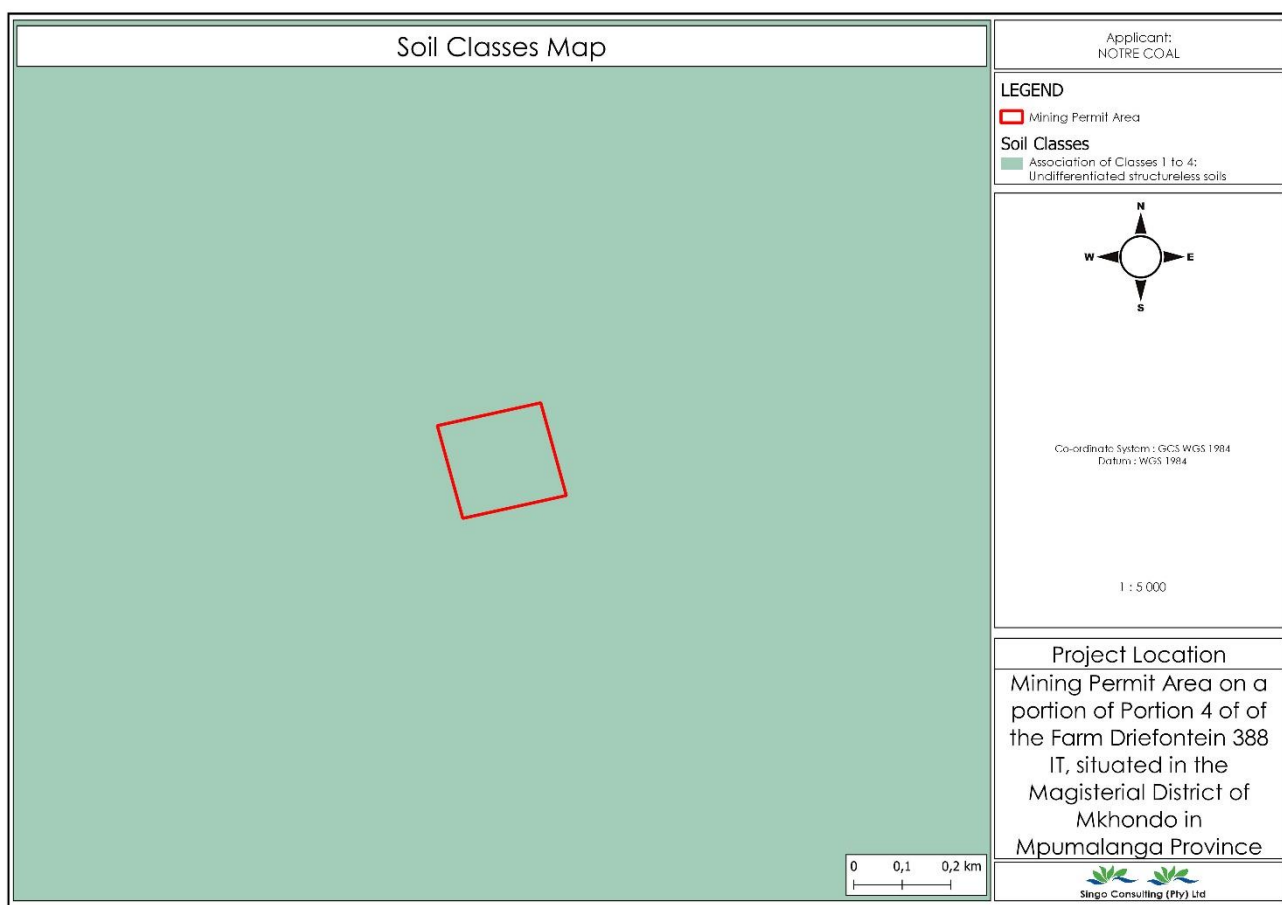 Soil Classes Map
Applicant:
NOTRE COAL
LEGEND
Mining Permit Area
Soil Classes
Association of Classes 1 to 4:
Undifferentiated structureless soils
N
W
E
S
Co-ordinate System : GCS WGS 1984
Datum : WGS 1984
1 : 5 000
0 0,1 0,2 km
Project Location
Mining Permit Area on a
portion of Portion 4 of of
the Farm Driefontein 388
IT, situated in the
Magisterial District of
Mkhondo in
Mpumalanga Province
Singo Consulting (Pty) Ltd